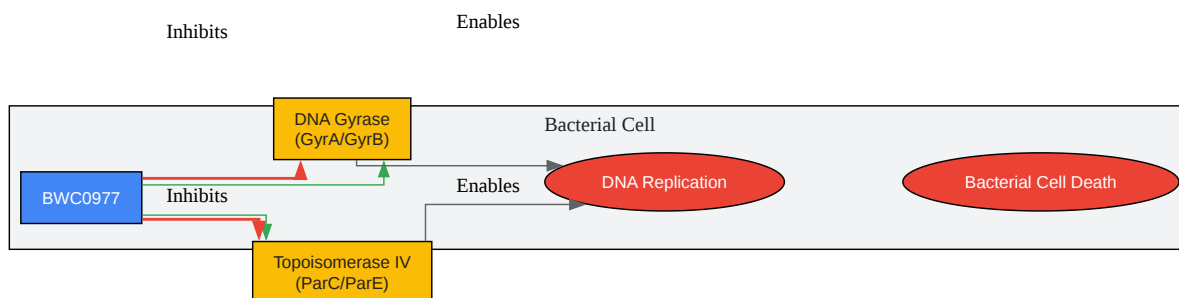 Inhibits
Enables
DNA Gyrase
(GyrA/GyrB)
Bacterial Cell
BWC0977
Inhibits
Enables
DNA Replication
Bacterial Cell Death
Topoisomerase IV
(ParC/ParE)